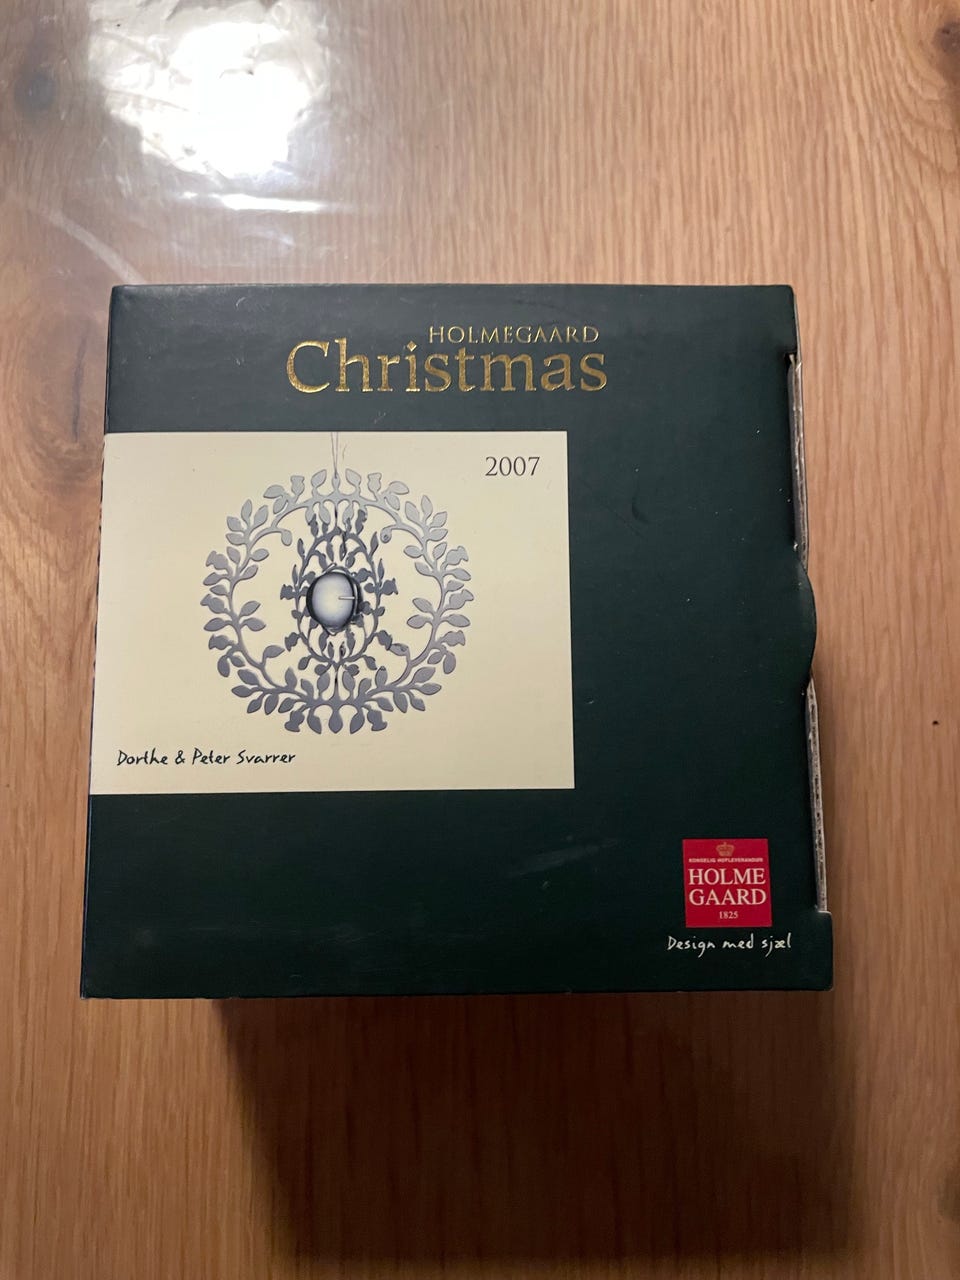 HOLMEGAARD
Christmas
2007
Dorthe & Peter Svarrer
KONGELIG HOFLEVERANDØR
HOLME
GAARD
1825
Design med sjæl